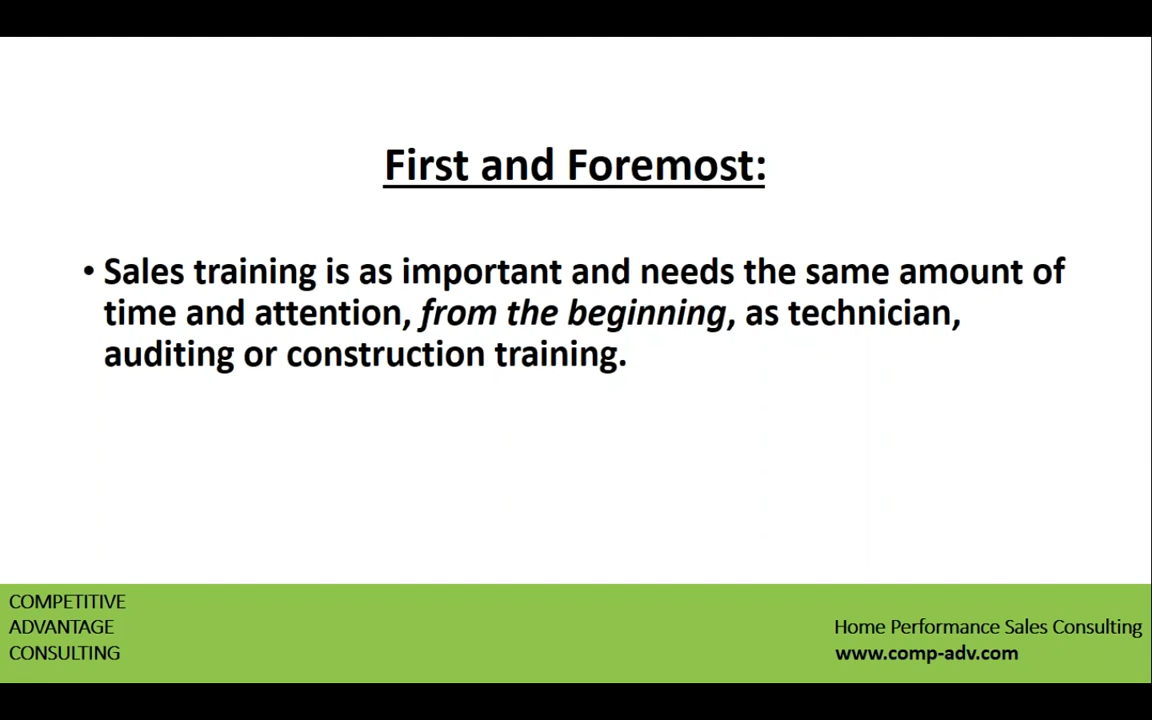 First and Foremost:
• Sales training is as important and needs the same amount of
time and attention, from the beginning, as technician,
auditing or construction training.
COMPETITIVE
ADVANTAGE
CONSULTING
Home Performance Sales Consulting
www.comp-adv.com